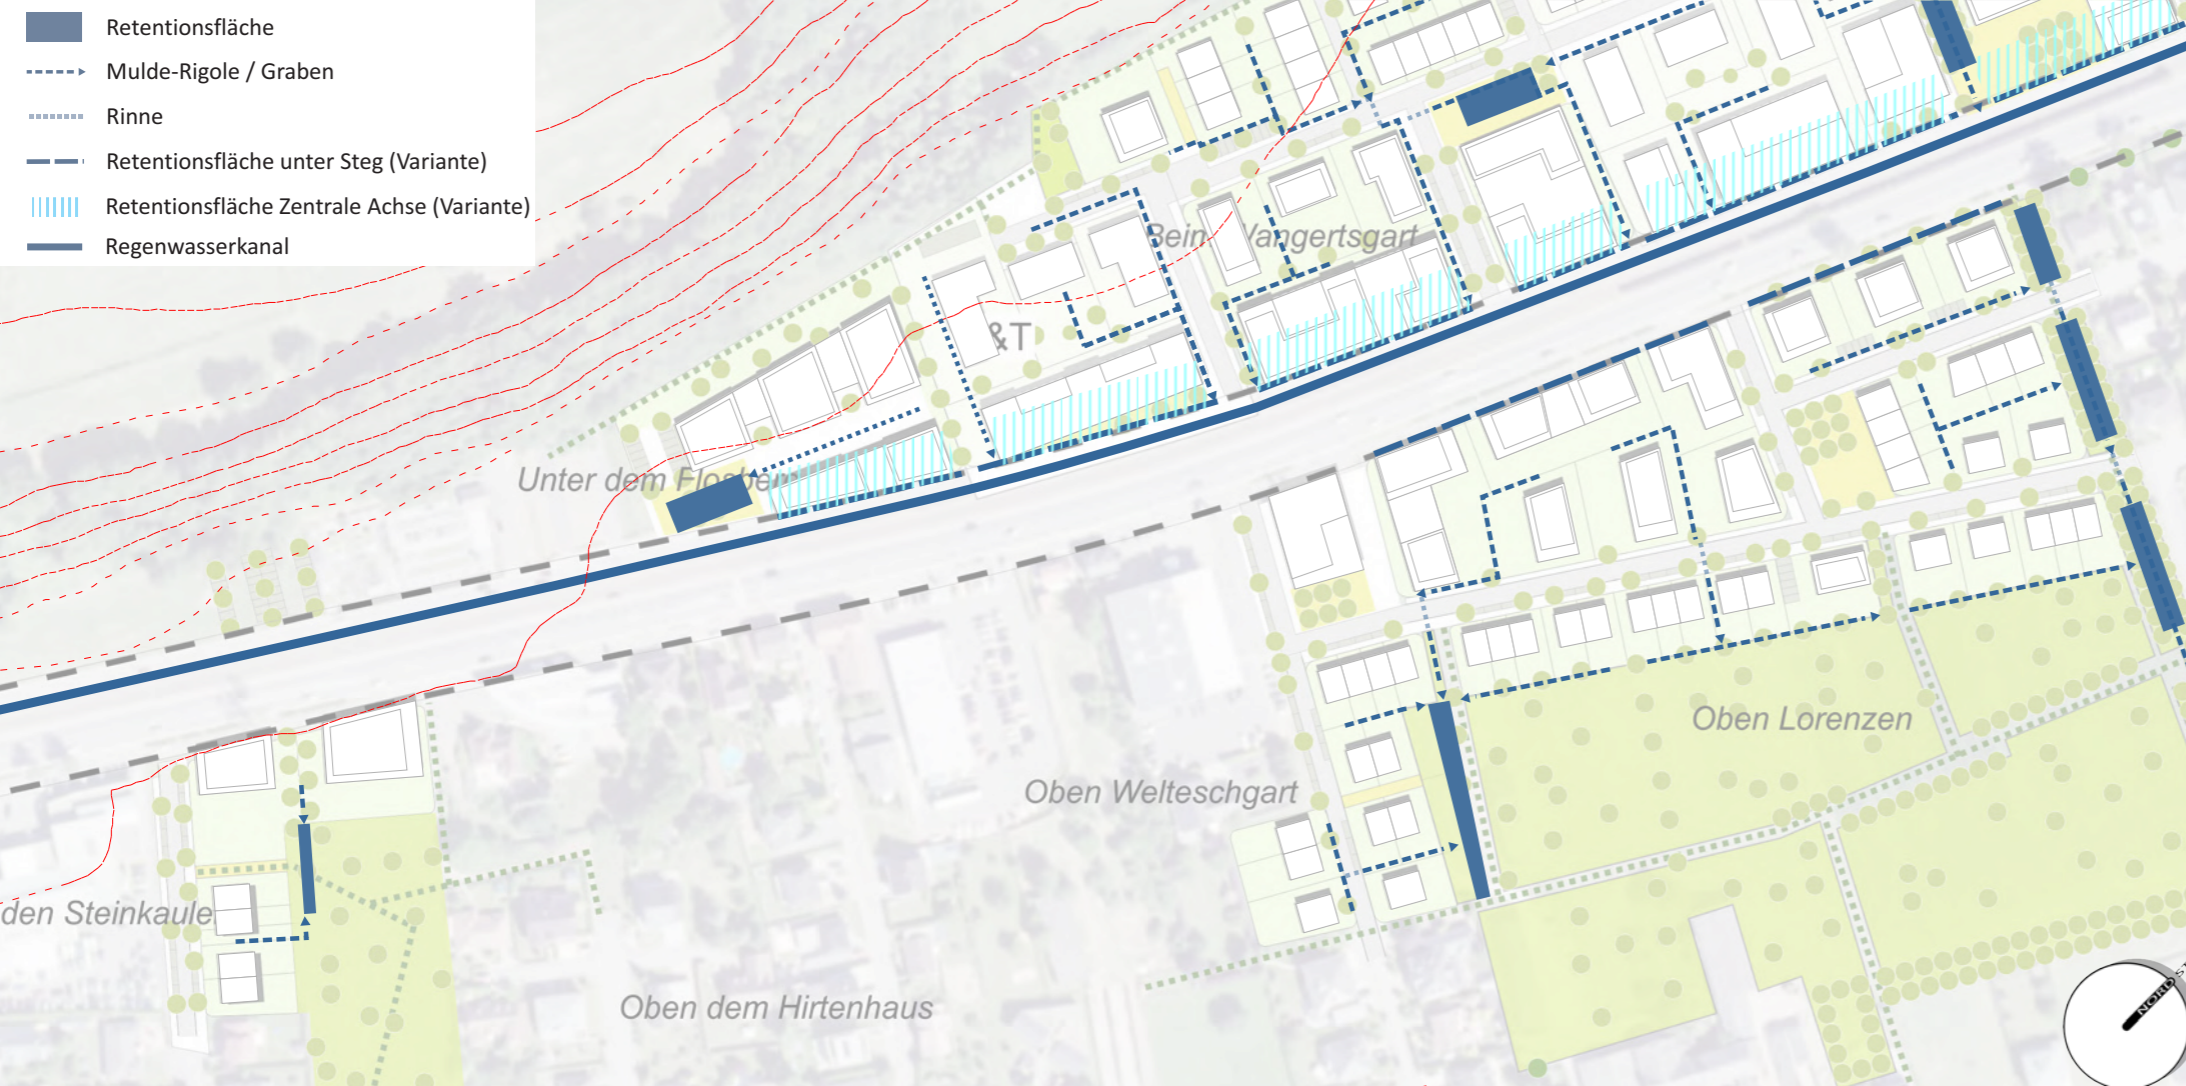 Retentionsfläche
Mulde-Rigole / Graben
Rinne
Retentionsfläche unter Steg (Variante)
Retentionsfläche Zentrale Achse (Variante)
Regenwasserkanal
&T
Unter dem
Oben Lorenzen
Oben Welteschgart
den Steinkaule
Oben dem Hirtenhaus